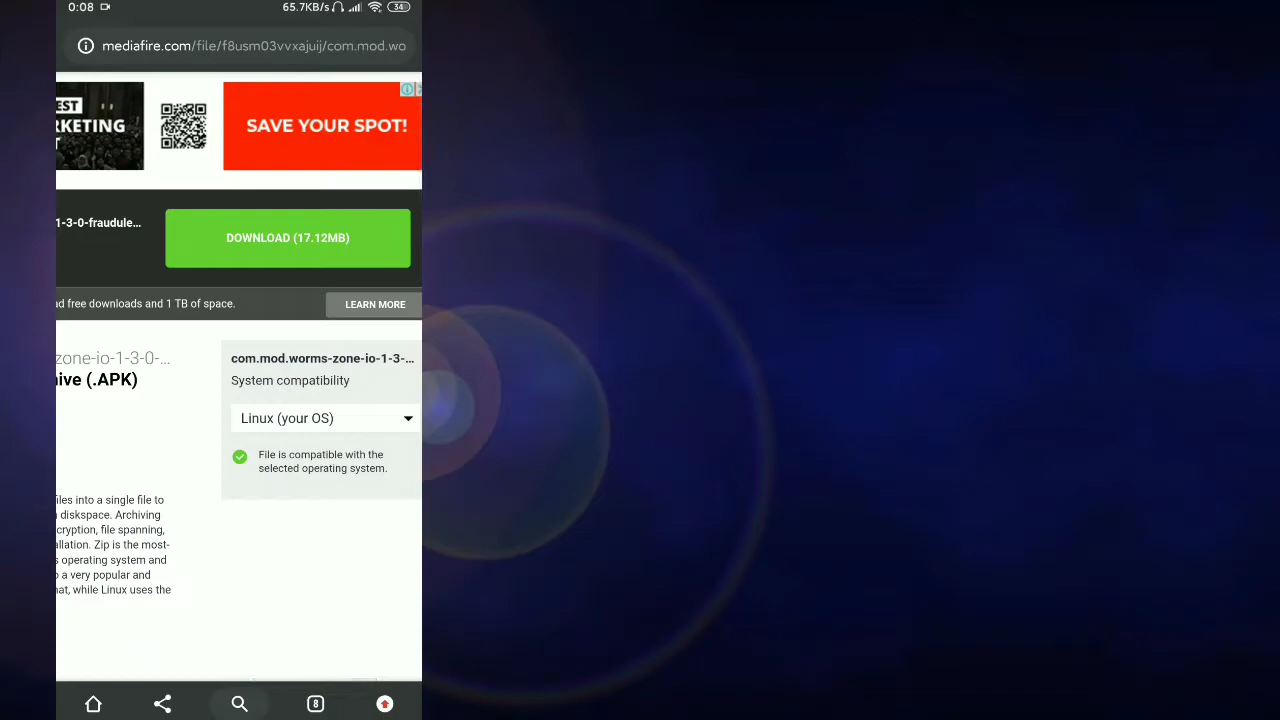 0:08
65.7KB/s
34
mediafire.com/file/f8usm03vvxajuij/com.mod.wo
EST
RKETING
T
SAVE YOUR SPOT!
1-3-0-fraudule...
DOWNLOAD (17.12MB)
ad free downloads and 1 TB of space.
LEARN MORE
zone-io-1-3-0-...
hive (.APK)
com.mod.worms-zone-io-1-3-...
System compatibility
Linux (your OS)
File is compatible with the
selected operating system.
iles into a single file to
diskspace. Archiving
cryption, file spanning,
allation. Zip is the most-
s operating system and
o a very popular and
nat, while Linux uses the
8